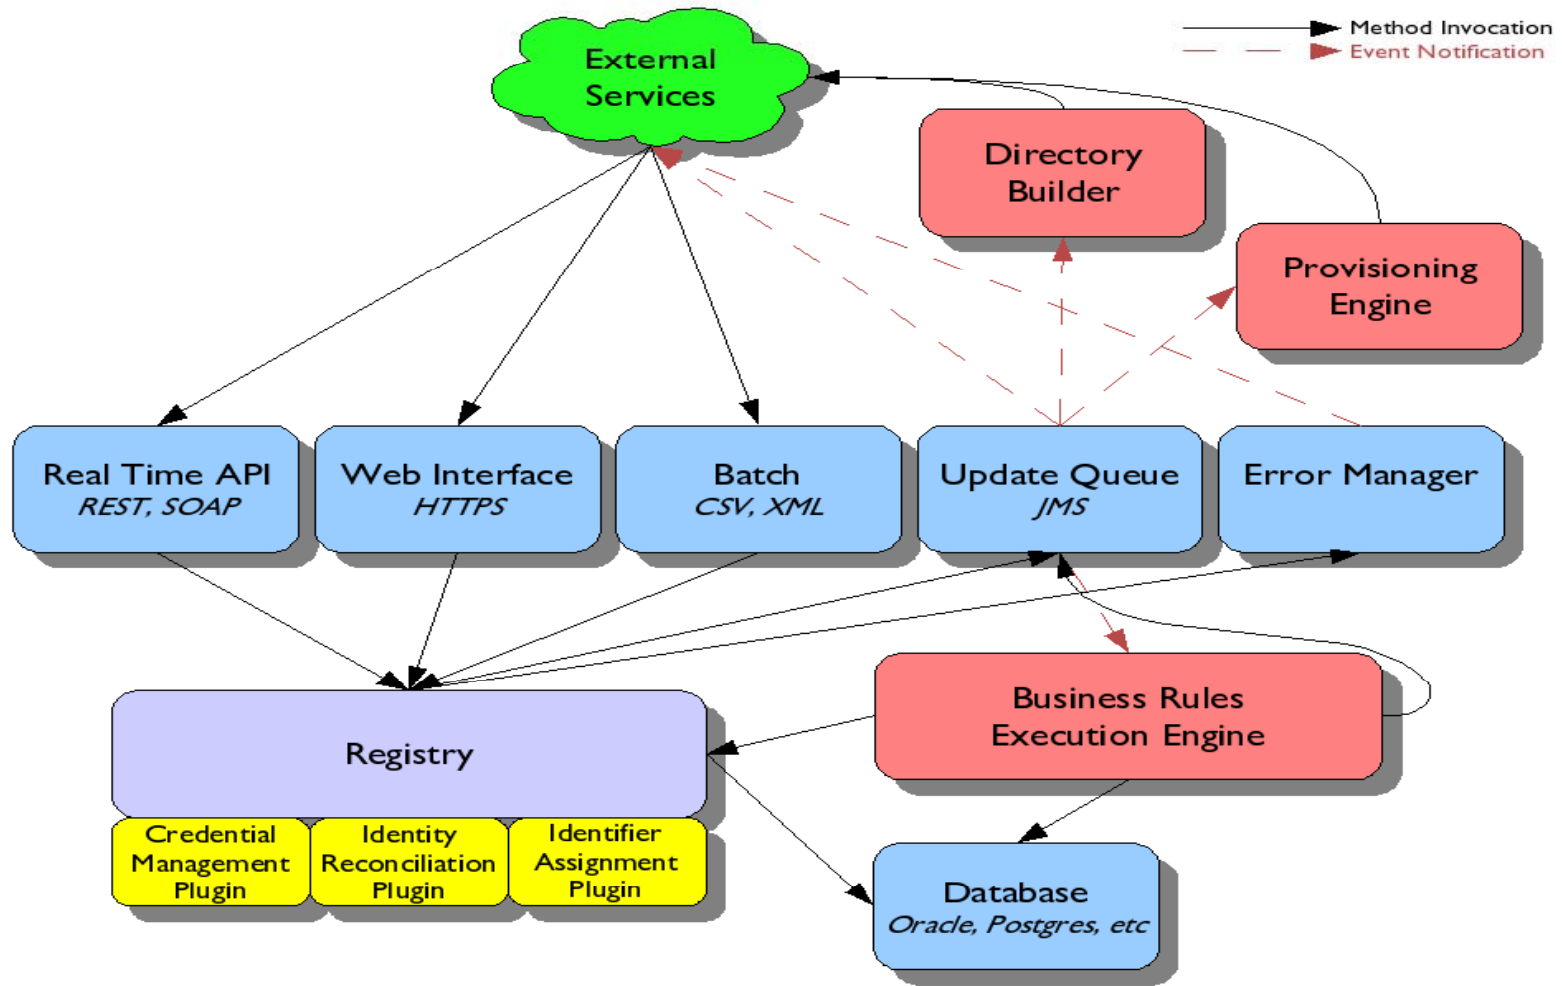 Method Invocation
Event Notification
External
Services
Directory
Builder
Provisioning
Engine
Real Time API
REST, SOAP
Web Interface
HTTPS
Batch
CSV, XML
Update Queue
JMS
Error Manager
Business Rules
Execution Engine
Registry
Credential
Management
Plugin
Identity
Reconciliation
Plugin
Identifier
Assignment
Plugin
Database
Oracle, Postgres, etc